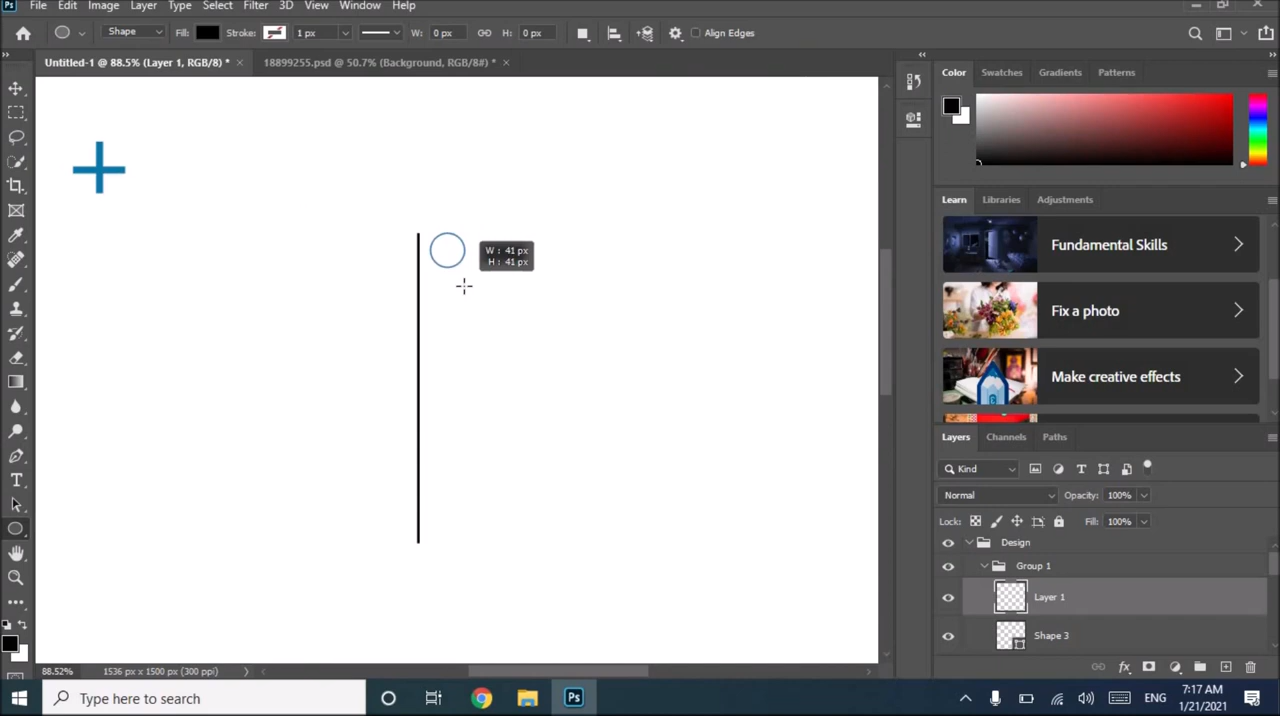 Ps File Edit Image Layer Type Select Filter 3D View Window Help
Shape Fill: Stroke: 1 px W: 0 px H: 0 px Align Edges
Untitled-1 @ 88.5% (Layer 1, RGB/8) * × 18899255.psd @ 50.7% (Background, RGB/8#) * ×
Color Swatches Gradients Patterns
Learn Libraries Adjustments
Fundamental Skills
W: 41 px
H: 41 px
Fix a photo
Make creative effects
Layers Channels Paths
Kind
Normal Opacity: 100%
Lock: Fill: 100%
Design
Group 1
Layer 1
Shape 3
88.52% 1536 px x 1500 px (300 ppi)
Type here to search
Ps
ENG
7:17 AM
1/21/2021